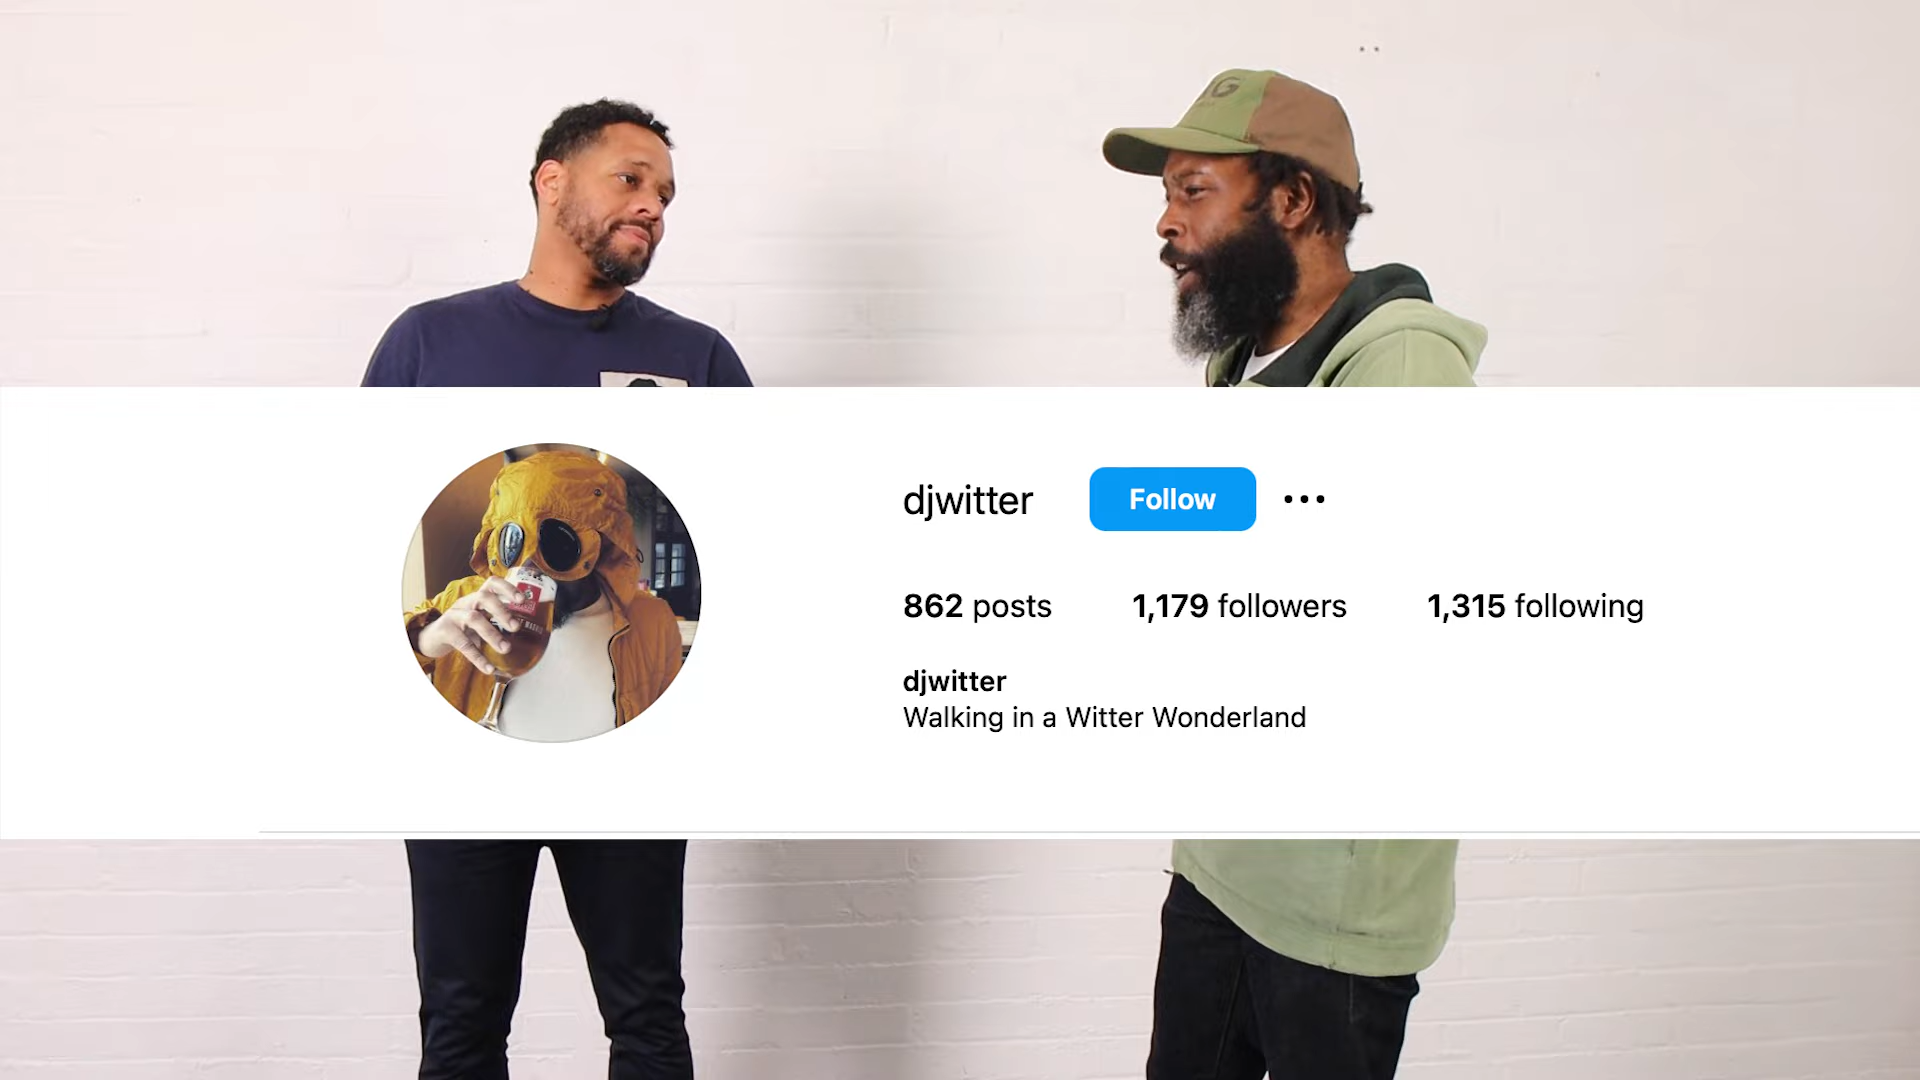 djwitter Follow
862 posts 1,179 followers 1,315 following
djwitter
Walking in a Witter Wonderland